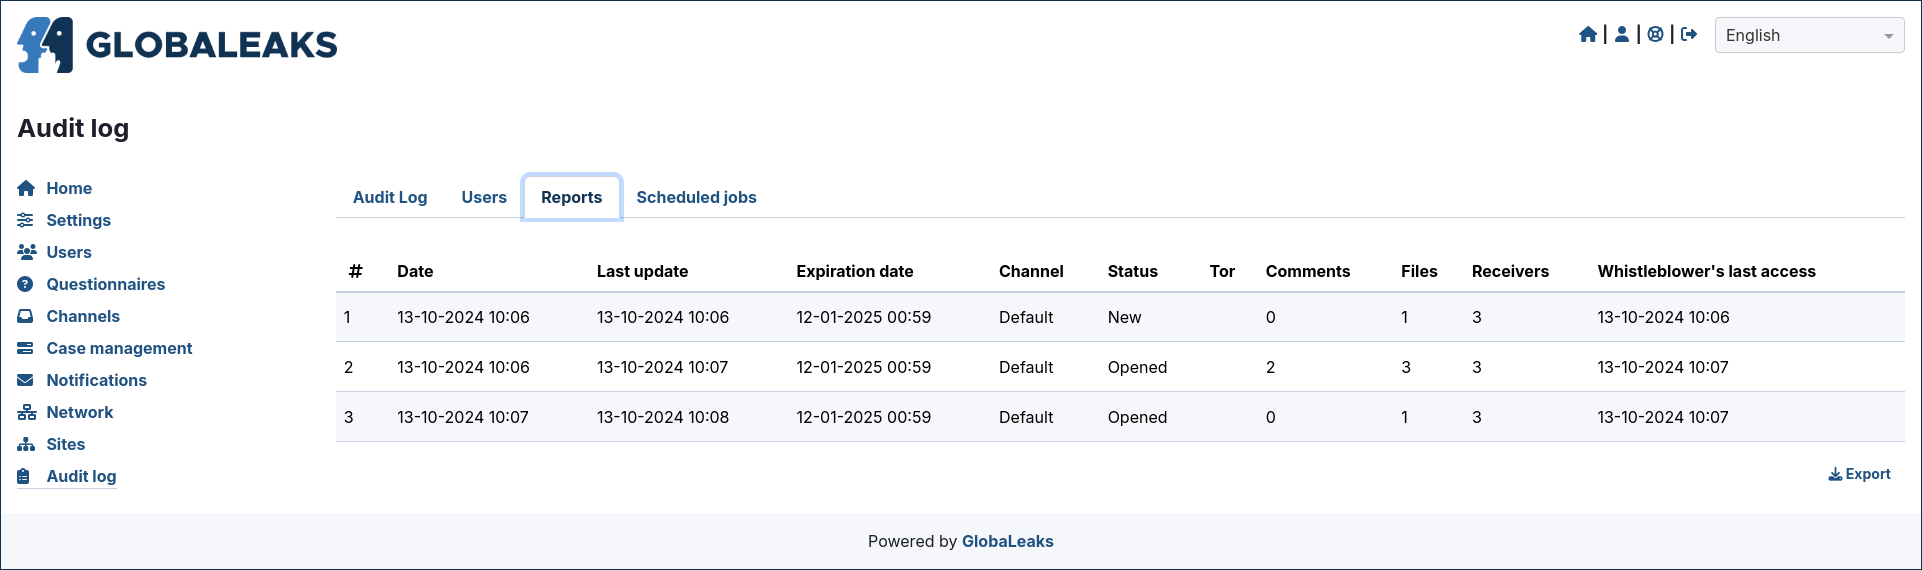 GLOBALEAKS
| | | English
Audit log
Home
Settings
Users
Questionnaires
Channels
Case management
Notifications
Network
Sites
Audit log
Audit Log Users Reports Scheduled jobs
# Date Last update Expiration date Channel Status Tor Comments Files Receivers Whistleblower's last access
1 13-10-2024 10:06 13-10-2024 10:06 12-01-2025 00:59 Default New 0 1 3 13-10-2024 10:06
2 13-10-2024 10:06 13-10-2024 10:07 12-01-2025 00:59 Default Opened 2 3 3 13-10-2024 10:07
3 13-10-2024 10:07 13-10-2024 10:08 12-01-2025 00:59 Default Opened 0 1 3 13-10-2024 10:07
Export
Powered by GlobaLeaks